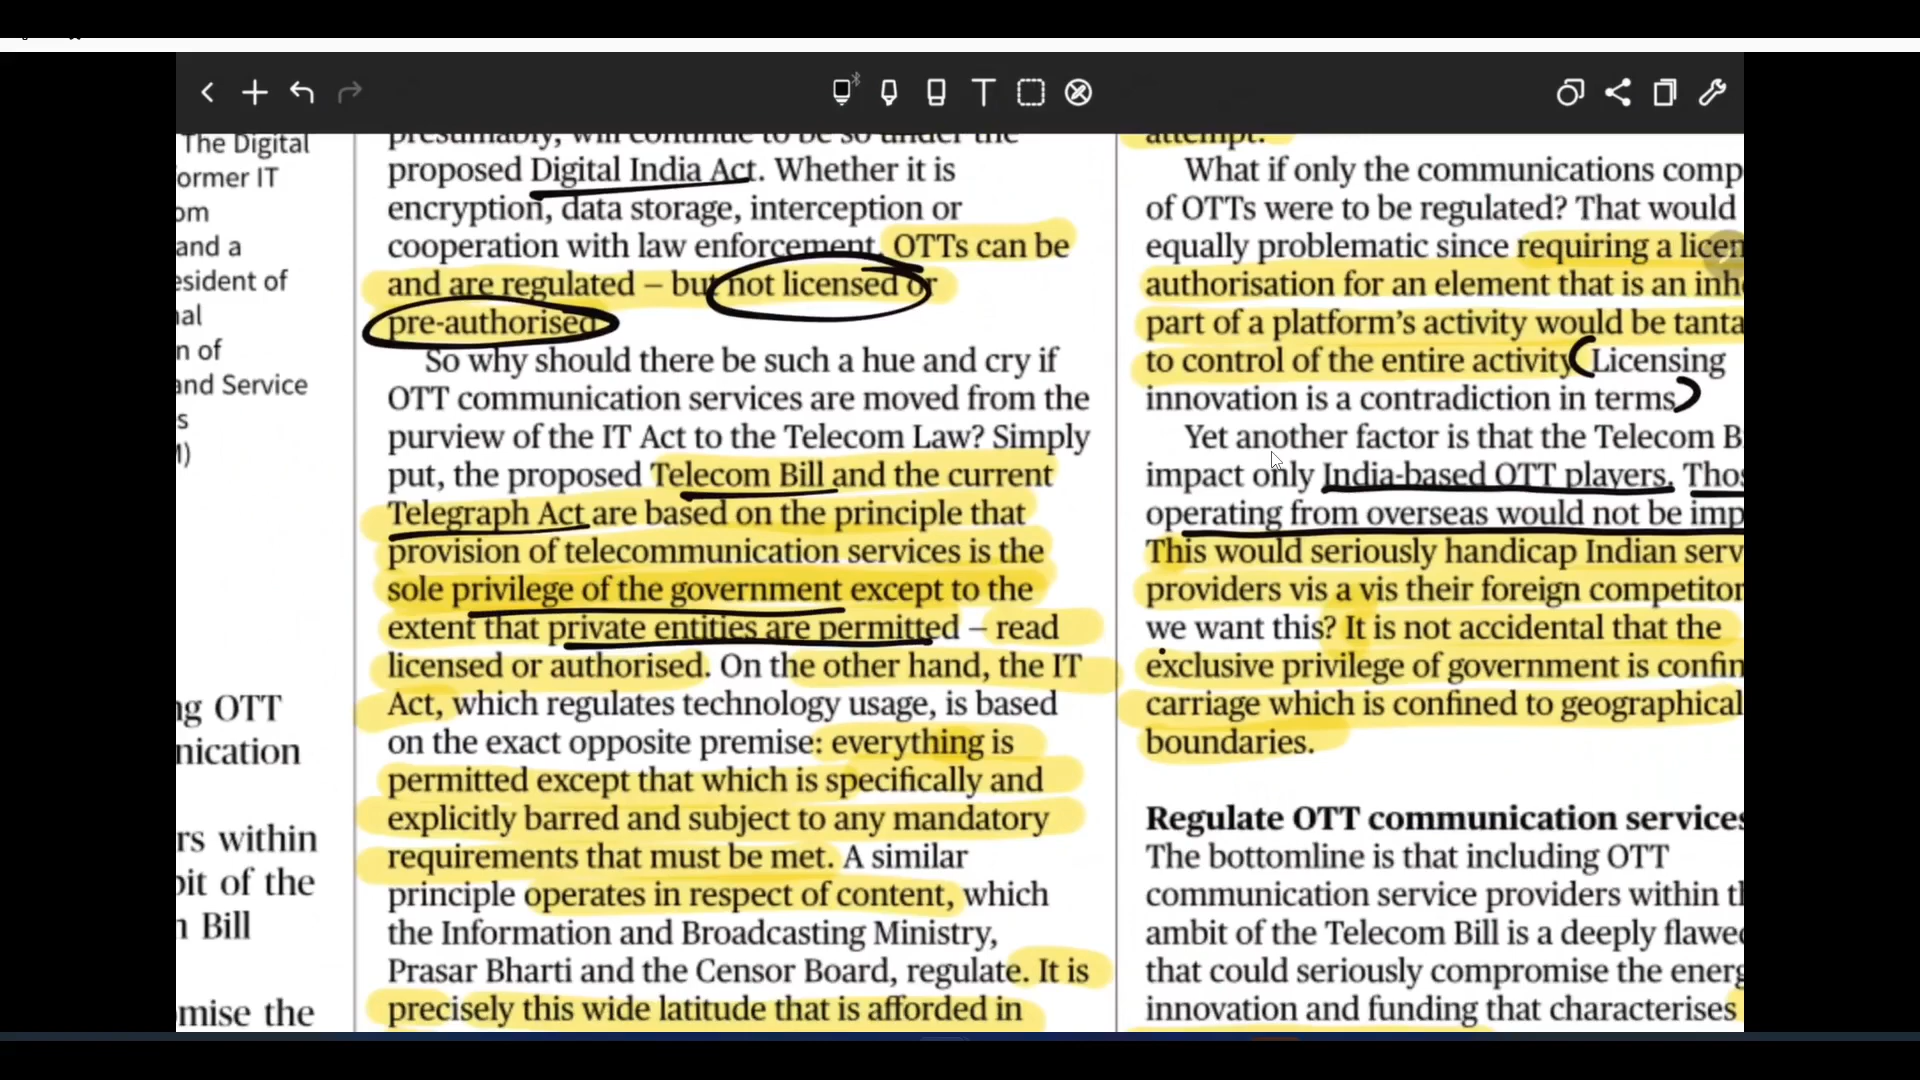 The Digital
ormer IT
om
and a
esident of
nal
n of
and Service
s
ng OTT
nication
rs within
bit of the
n Bill
mise the
presumably, will continue to be so under the
proposed Digital India Act. Whether it is
encryption, data storage, interception or
cooperation with law enforcement, OTTs can be
and are regulated – but not licensed or
pre-authorised
So why should there be such a hue and cry if
OTT communication services are moved from the
purview of the IT Act to the Telecom Law? Simply
put, the proposed Telecom Bill and the current
Telegraph Act are based on the principle that
provision of telecommunication services is the
sole privilege of the government except to the
extent that private entities are permitted – read
licensed or authorised. On the other hand, the IT
Act, which regulates technology usage, is based
on the exact opposite premise: everything is
permitted except that which is specifically and
explicitly barred and subject to any mandatory
requirements that must be met. A similar
principle operates in respect of content, which
the Information and Broadcasting Ministry,
Prasar Bharti and the Censor Board, regulate. It is
precisely this wide latitude that is afforded in
attempt.
What if only the communications comp
of OTTs were to be regulated? That would
equally problematic since requiring a licen
authorisation for an element that is an inh
part of a platform's activity would be tanta
to control of the entire activity Licensing
innovation is a contradiction in terms
Yet another factor is that the Telecom B
impact only India-based OTT players. Thos
operating from overseas would not be imp
This would seriously handicap Indian serv
providers vis a vis their foreign competitor
we want this? It is not accidental that the
exclusive privilege of government is confin
carriage which is confined to geographical
boundaries.
Regulate OTT communication services
The bottomline is that including OTT
communication service providers within th
ambit of the Telecom Bill is a deeply flawed
that could seriously compromise the energ
innovation and funding that characterises